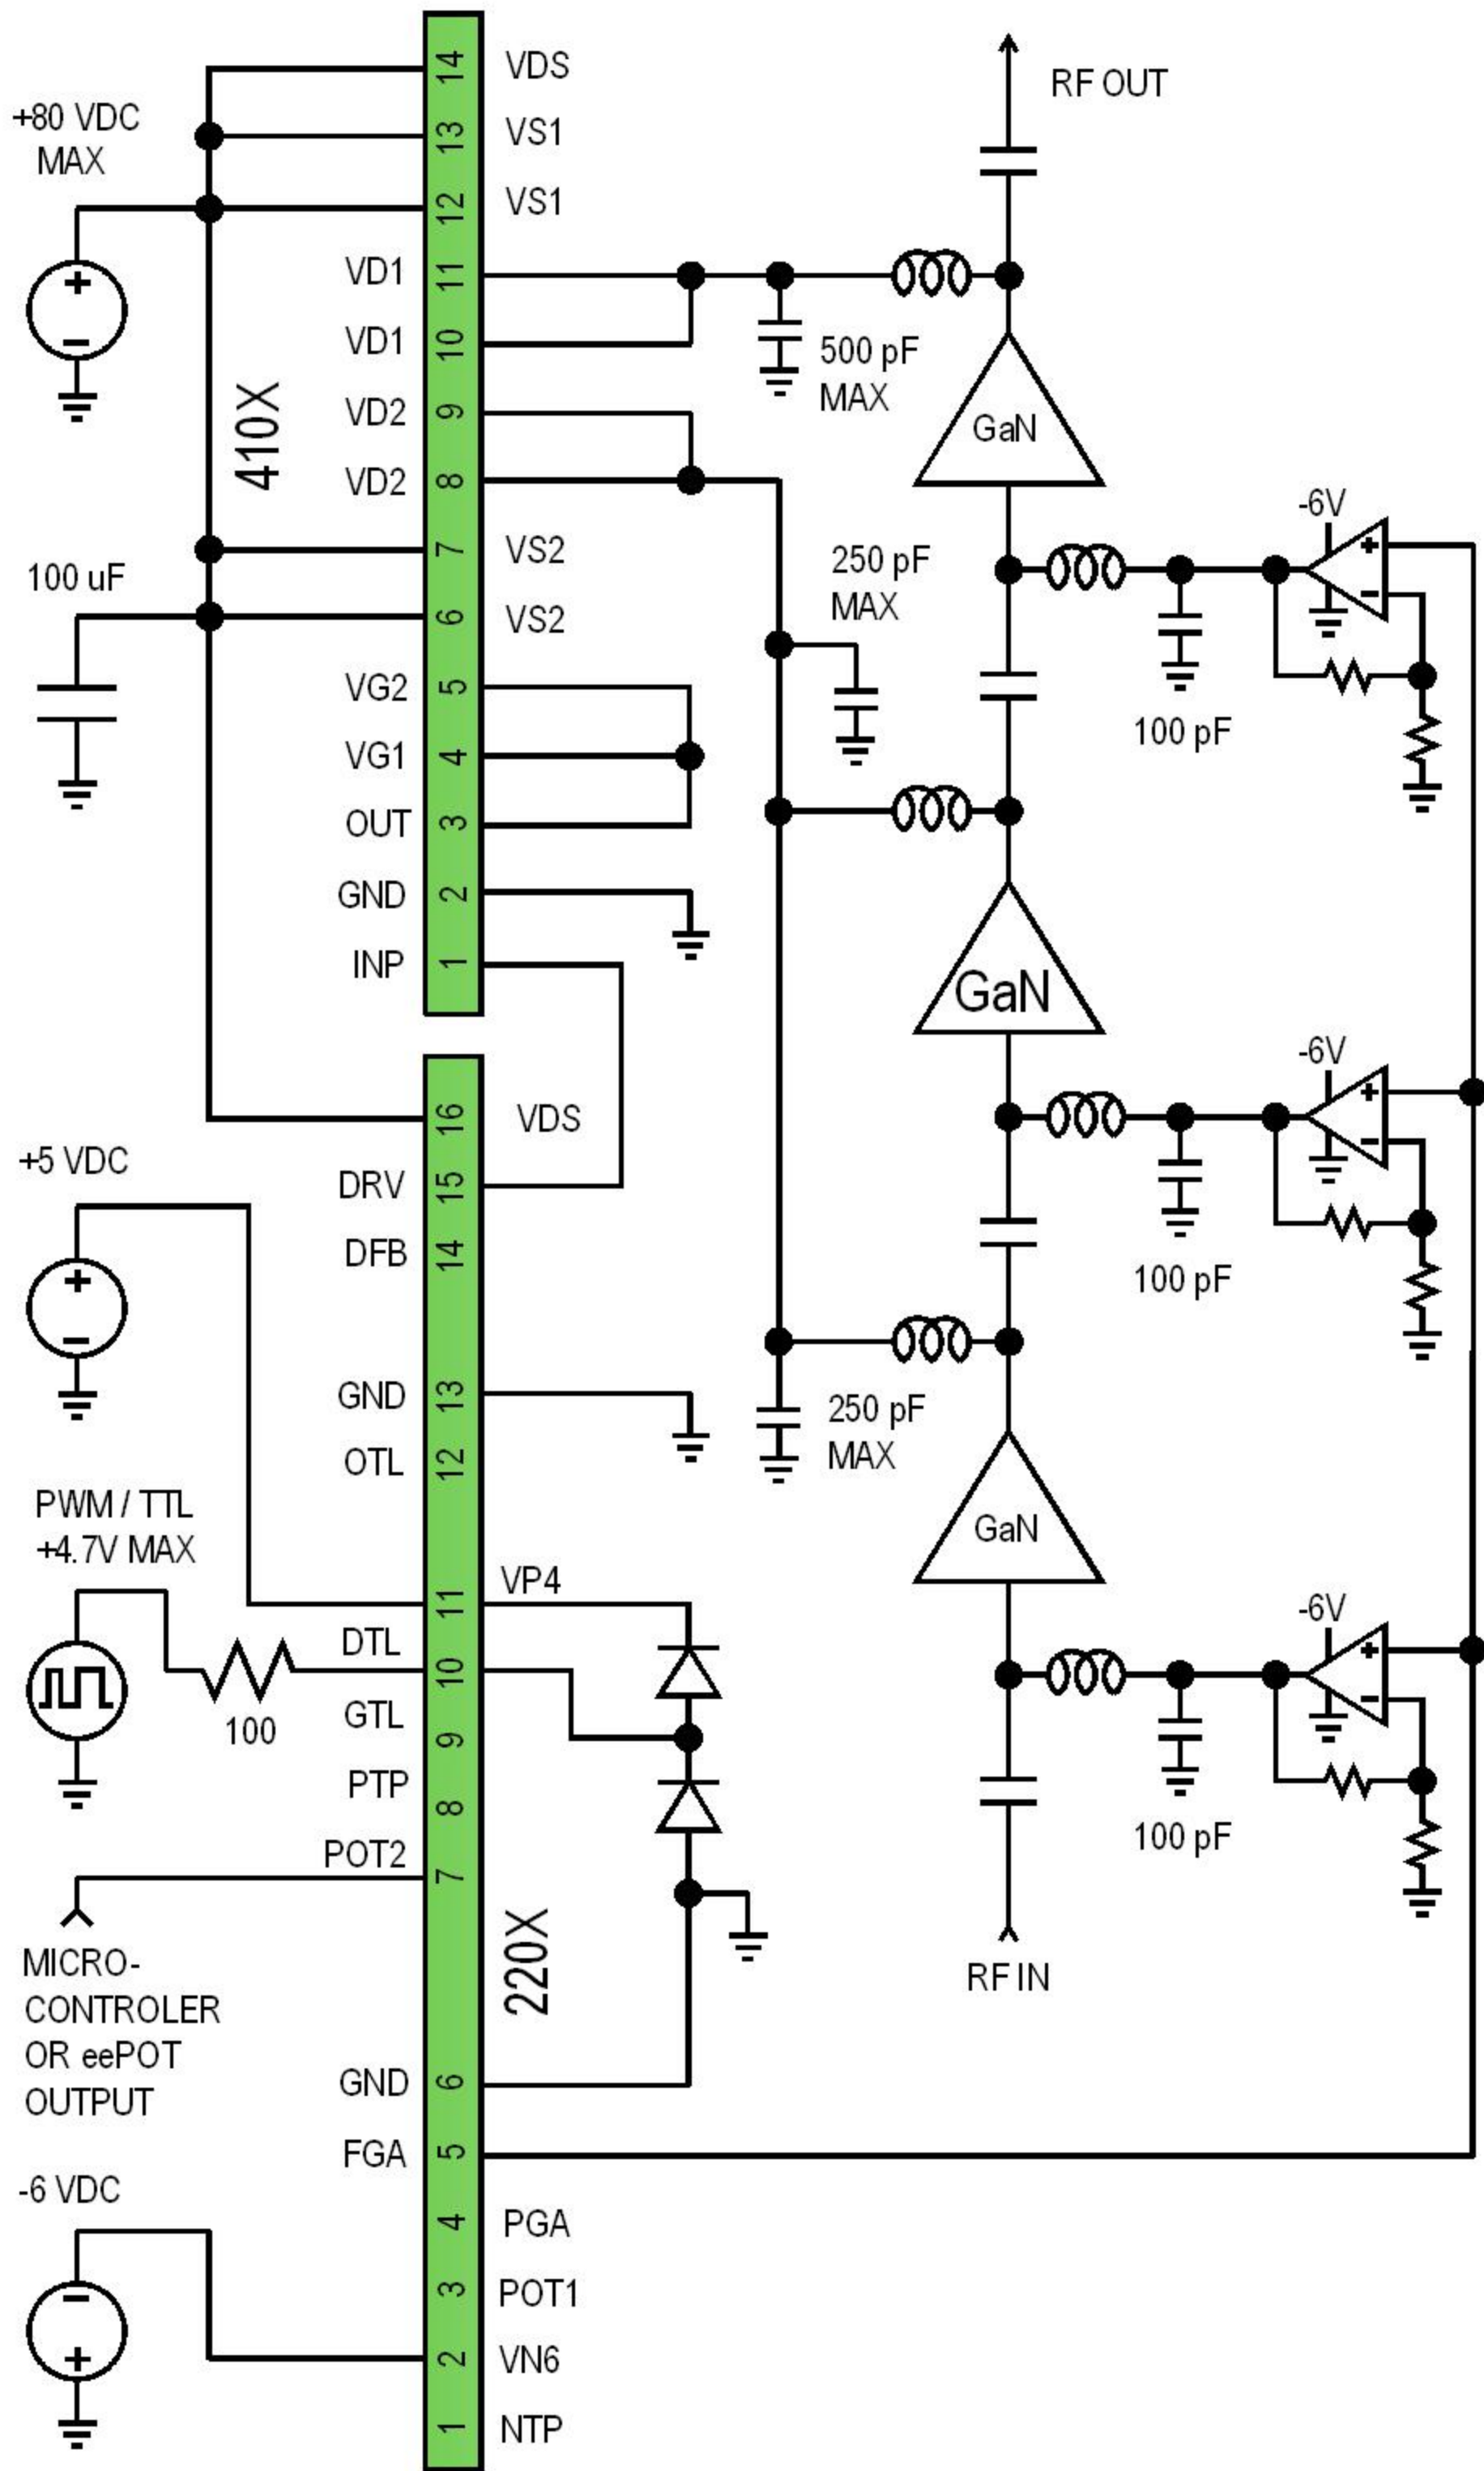 14
VDS
RF OUT
+80 VDC
MAX
13
VS1
12
VS1
VD1
11
VD1
10
500 pF
MAX
410X
VD2
9
GaN
VD2
8
-6V
+
-
7
VS2
250 pF
MAX
100 uF
6
VS2
VG2
5
100 pF
VG1
4
OUT
3
GND
2
INP
1
GaN
-6V
+
-
16
VDS
+5 VDC
DRV
15
DFB
14
100 pF
GND
13
250 pF
MAX
OTL
12
PWM / TTL
+4.7V MAX
GaN
VP4
11
-6V
+
-
DTL
10
GTL
9
100
PTP
8
100 pF
POT2
7
220X
RF IN
MICRO-
CONTROLER
OR eePOT
OUTPUT
GND
6
FGA
5
-6 VDC
4
PGA
3
POT1
2
VN6
1
NTP